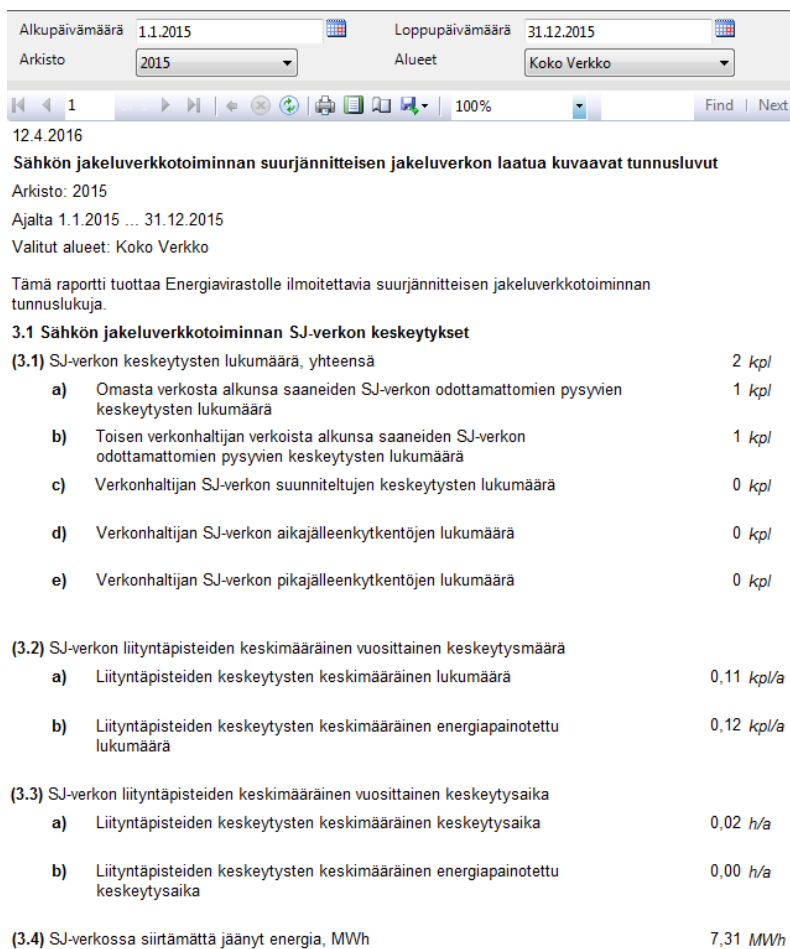 Alkupäivämäärä 1.1.2015 Loppupäivämäärä 31.12.2015
Arkisto 2015 Alueet Koko Verkko
1 100% Find | Next
12.4.2016
Sähkön jakeluverkkotoiminnan suurjännitteisen jakeluverkon laatua kuvaavat tunnusluvut
Arkisto: 2015
Ajalta 1.1.2015 ... 31.12.2015
Valitut alueet: Koko Verkko
Tämä raportti tuottaa Energiavirastolle ilmoitettavia suurjännitteisen jakeluverkkotoiminnan
tunnuslukuja.
3.1 Sähkön jakeluverkkotoiminnan SJ-verkon keskeytykset
(3.1) SJ-verkon keskeytysten lukumäärä, yhteensä 2 kpl
a) Omasta verkosta alkunsa saaneiden SJ-verkon odottamattomien pysyvien 1 kpl
keskeytysten lukumäärä
b) Toisen verkonhaltijan verkoista alkunsa saaneiden SJ-verkon 1 kpl
odottamattomien pysyvien keskeytysten lukumäärä
c) Verkonhaltijan SJ-verkon suunniteltujen keskeytysten lukumäärä 0 kpl
d) Verkonhaltijan SJ-verkon aikajälleenkytkentöjen lukumäärä 0 kpl
e) Verkonhaltijan SJ-verkon pikajälleenkytkentöjen lukumäärä 0 kpl
(3.2) SJ-verkon liityntäpisteiden keskimääräinen vuosittainen keskeytysmäärä
a) Liityntäpisteiden keskeytysten keskimääräinen lukumäärä 0,11 kpl/a
b) Liityntäpisteiden keskeytysten keskimääräinen energiapainotettu 0,12 kpl/a
lukumäärä
(3.3) SJ-verkon liityntäpisteiden keskimääräinen vuosittainen keskeytysaika
a) Liityntäpisteiden keskeytysten keskimääräinen keskeytysaika 0,02 h/a
b) Liityntäpisteiden keskeytysten keskimääräinen energiapainotettu 0,00 h/a
keskeytysaika
(3.4) SJ-verkossa siirtämättä jäänyt energia, MWh 7,31 MWh